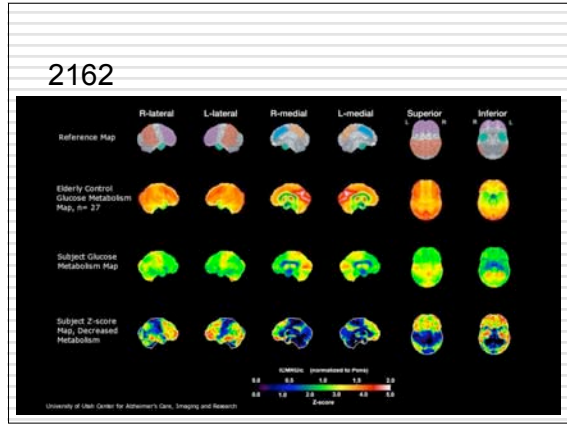 2162
R-lateral L-lateral R-medial L-medial Superior Inferior
L R R L
Reference Map
Elderly Control
Glucose Metabolism
Map, n= 27
Subject Glucose
Metabolism Map
Subject Z-score
Map, Decreased
Metabolism
(normalized to Pons)
0.0 0.5 1.0 1.5 2.0
0.0 1.0 2.0 3.0 4.0 5.0
Z-score
University of Utah Center for Alzheimer's Care, Imaging and Research